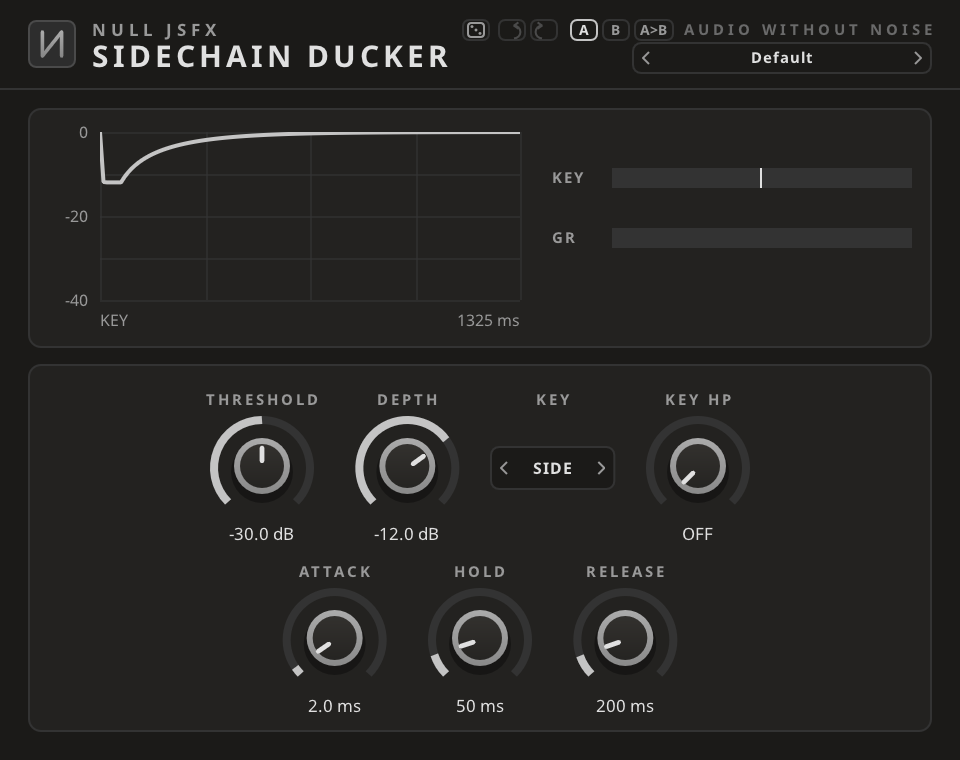 NULL JSFX
SIDECHAIN DUCKER
A B A>B AUDIO WITHOUT NOISE
Default
0
-20
-40
KEY 1325 ms
KEY
GR
THRESHOLD DEPTH KEY KEY HP
SIDE
-30.0 dB -12.0 dB OFF
ATTACK HOLD RELEASE
2.0 ms 50 ms 200 ms